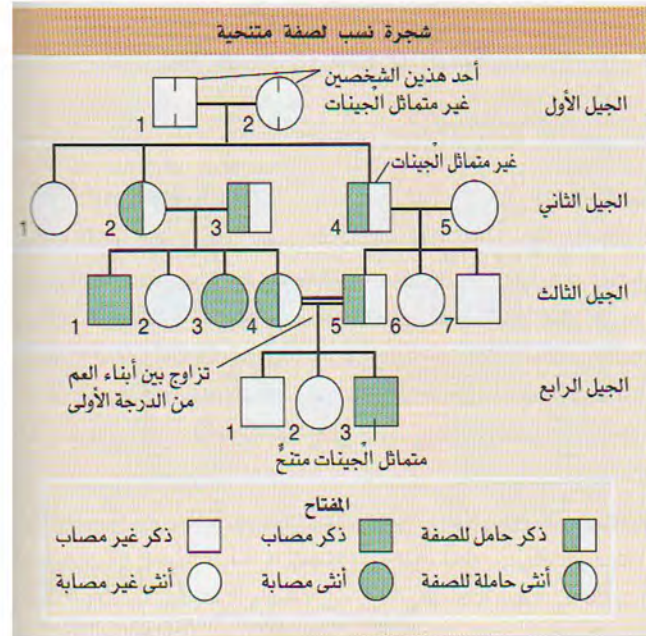 شجرة نسب لصفة متنحية
أحد هذين الشخصين
غير متماثل الجينات
الجيل الأول
1
2
غير متماثل الجينات
الجيل الثاني
1
2
3
4
5
الجيل الثالث
1
2
3
4
5
6
7
تزاوج بين أبناء العم
من الدرجة الأولى
الجيل الرابع
1
2
3
متماثل الجينات متنحٍّ
المفتاح
ذكر حامل للصفة
ذكر مصاب
ذكر غير مصاب
أنثى حاملة للصفة
أنثى مصابة
أنثى غير مصابة